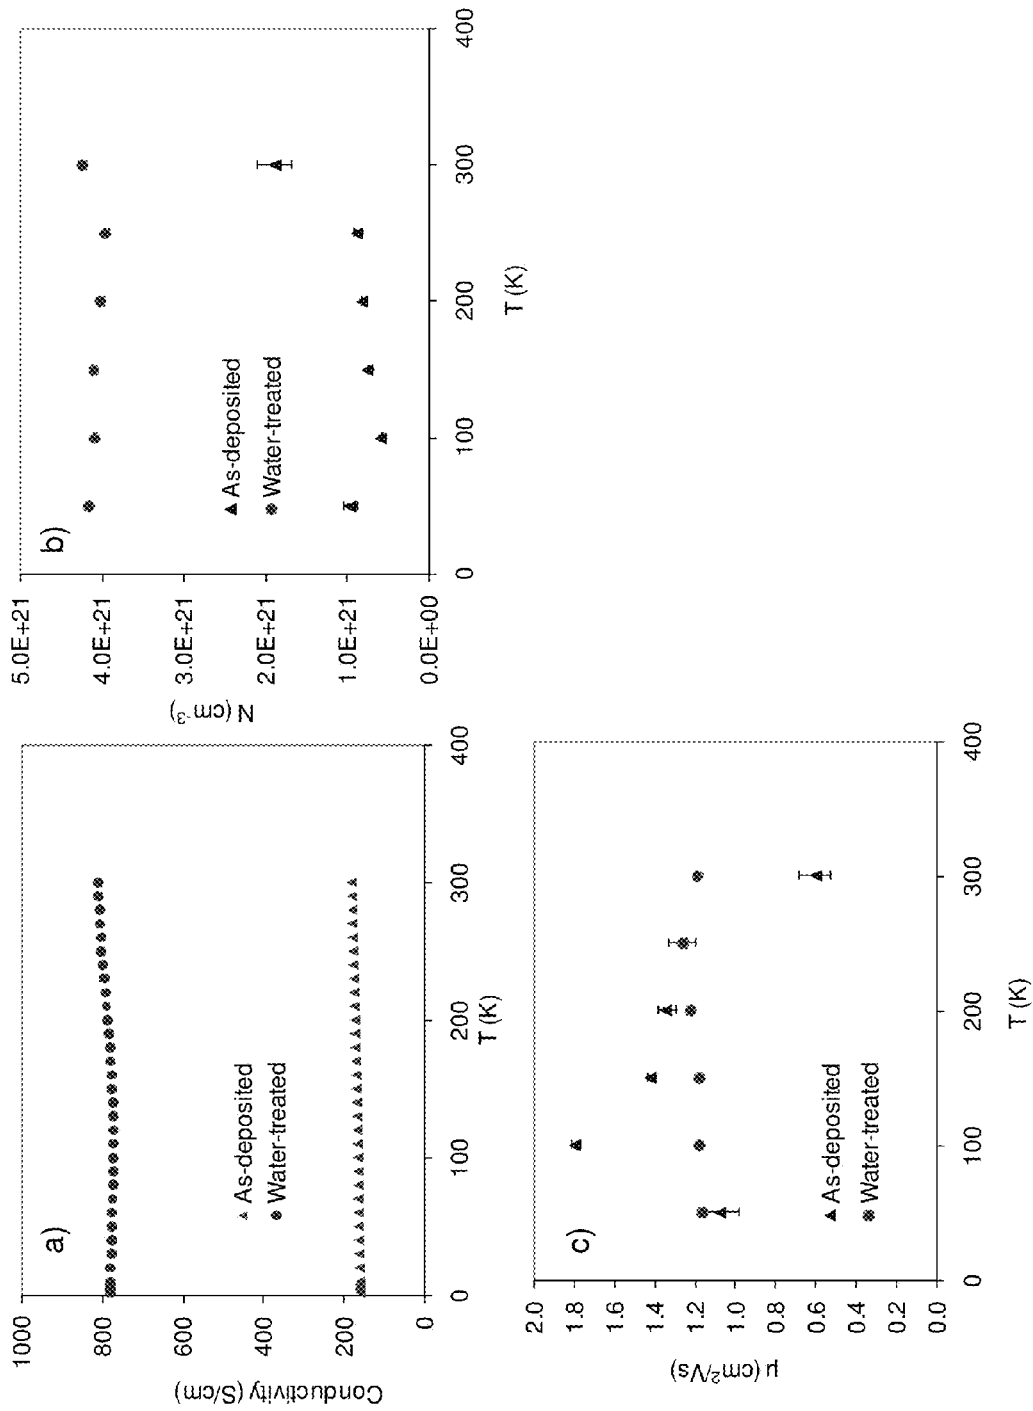 a)
1000
800
600
400
200
0
Conductivity (S/cm)
As-deposited
Water-treated
0
100
200
300
400
T (K)
b)
5.0E+21
4.0E+21
3.0E+21
2.0E+21
1.0E+21
0.0E+00
N (cm-3)
As-deposited
Water-treated
0
100
200
300
400
T (K)
c)
2.0
1.8
1.6
1.4
1.2
1.0
0.8
0.6
0.4
0.2
0.0
μ (cm2/Vs)
As-deposited
Water-treated
0
100
200
300
400
T (K)